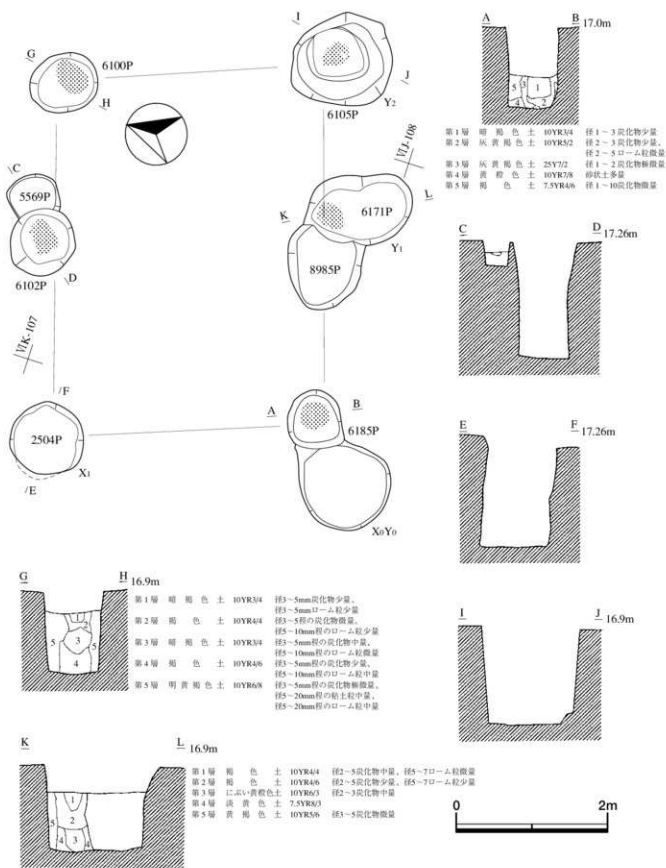 G
6100P
H
I
6105P
J
Y2
A
B
17.0m
5
3
1
4
2
第1層 暗褐色土 10YR3/4 径1~3炭化物少量
第2層 灰黄褐色土 10YR5/2 径2~3炭化物少量、
径2~5ローム粒微量
第3層 灰黄褐色土 25Y7/2 径1~2炭化物極微量
第4層 黄橙色土 10YR7/8 砂状土多量
第5層 褐色土 7.5YR4/6 径1~10炭化物微量
C
5569P
6102P
D
ⅥJ-108
K
6171P
L
8985P
Y1
C
D
17.26m
ⅥK-107
F
2504P
E
X1
A
B
6185P
X0Y0
E
F
17.26m
G
H
16.9m
1
2
3
4
5
5
第1層 暗褐色土 10YR3/4 径3~5mm炭化物少量、
径3~5mmローム粒少量
第2層 褐色土 10YR4/4 径3~5程の炭化物微量、
径5~10mm程のローム粒少量
第3層 暗褐色土 10YR3/4 径3~5mm程の炭化物中量、
径5~10mm程のローム粒微量
第4層 褐色土 10YR4/6 径3~5mm程の炭化物少量、
径5~10mm程のローム粒中量
第5層 明黄褐色土 10YR6/8 径3~5mm程の炭化物極微量、
径5~20mm程の粘土粒中量、
径5~20mm程のローム粒中量
I
J
16.9m
K
L
16.9m
1
2
5
4
3
4
第1層 褐色土 10YR4/4 径2~5炭化物中量、径5~7ローム粒微量
第2層 褐色土 10YR4/6 径2~5炭化物少量、径5~7ローム粒少量
第3層 にぶい黄橙色土 10YR6/3 径2~3炭化物中量
第4層 淡黄色土 7.5YR8/3
第5層 黄褐色土 10YR5/6 径3~5炭化物微量
0
2m